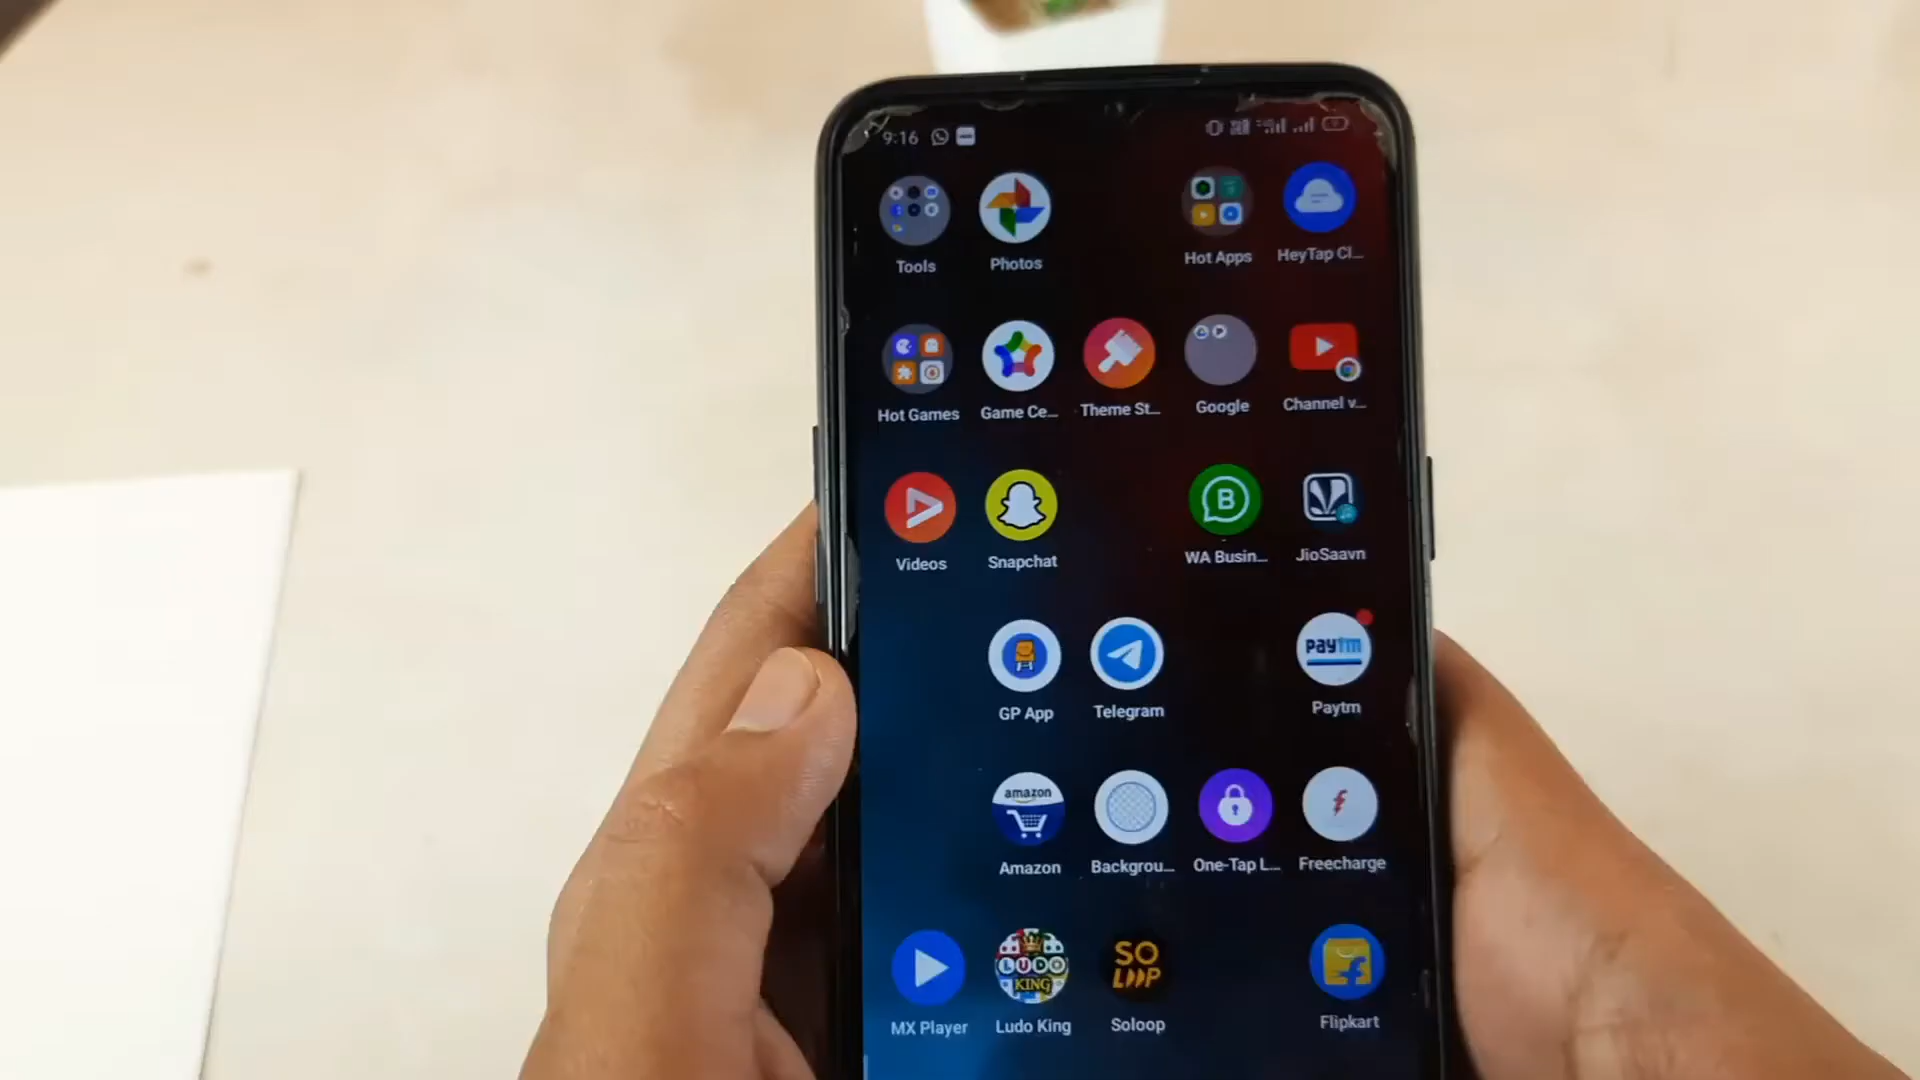 9:16
Tools
Photos
Hot Apps
HeyTap Cl...
Hot Games
Game Ce...
Theme St...
Google
Channel v...
Videos
Snapchat
B
WA Busin...
JioSaavn
GP App
Telegram
paytm
Paytm
amazon
Amazon
Backgrou...
One-Tap L...
Freecharge
MX Player
LUDO
KING
Ludo King
SO
LOOP
Soloop
Flipkart